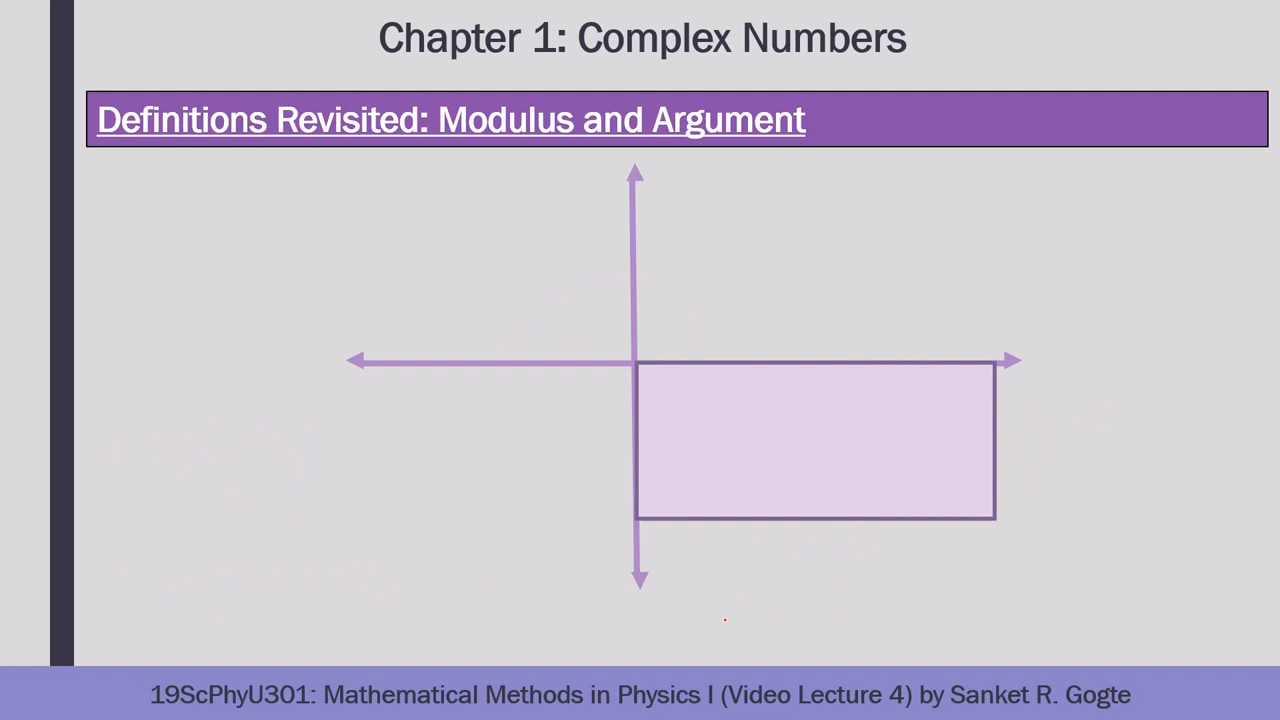 Chapter 1: Complex Numbers
Definitions Revisited: Modulus and Argument
19ScPhyU301: Mathematical Methods in Physics I (Video Lecture 4) by Sanket R. Gogte